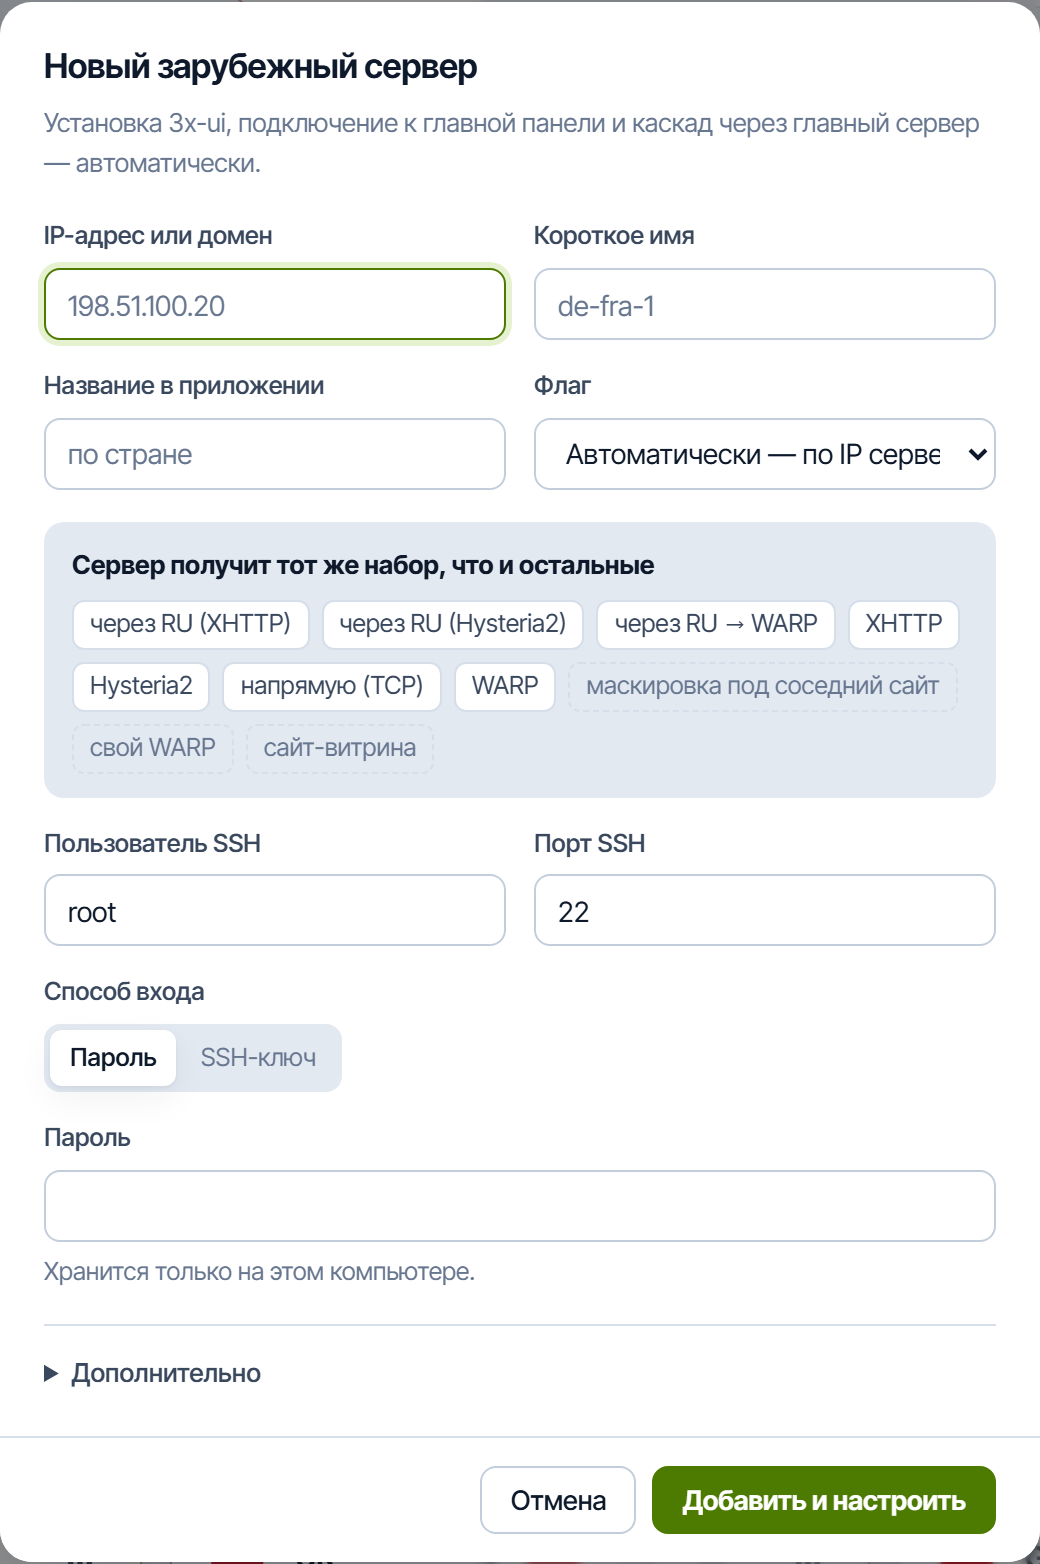 Новый зарубежный сервер
Установка 3x-ui, подключение к главной панели и каскад через главный сервер
— автоматически.
IP-адрес или домен
Короткое имя
198.51.100.20
de-fra-1
Название в приложении
Флаг
по стране
Автоматически — по IP серве
Сервер получит тот же набор, что и остальные
через RU (XHTTP)
через RU (Hysteria2)
через RU → WARP
XHTTP
Hysteria2
напрямую (TCP)
WARP
маскировка под соседний сайт
свой WARP
сайт-витрина
Пользователь SSH
Порт SSH
root
22
Способ входа
Пароль
SSH-ключ
Пароль
Хранится только на этом компьютере.
Дополнительно
Отмена
Добавить и настроить